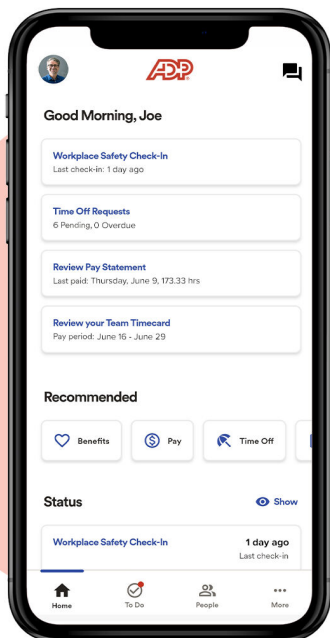 ADP
Good Morning, Joe
Workplace Safety Check-In
Last check-in: 1 day ago
Time Off Requests
6 Pending, 0 Overdue
Review Pay Statement
Last paid: Thursday, June 9, 173.33 hrs
Review your Team Timecard
Pay period: June 16 - June 29
Recommended
Benefits
Pay
Time Off
Status
Show
Workplace Safety Check-In
1 day ago
Last check-in
Home
To Do
People
More